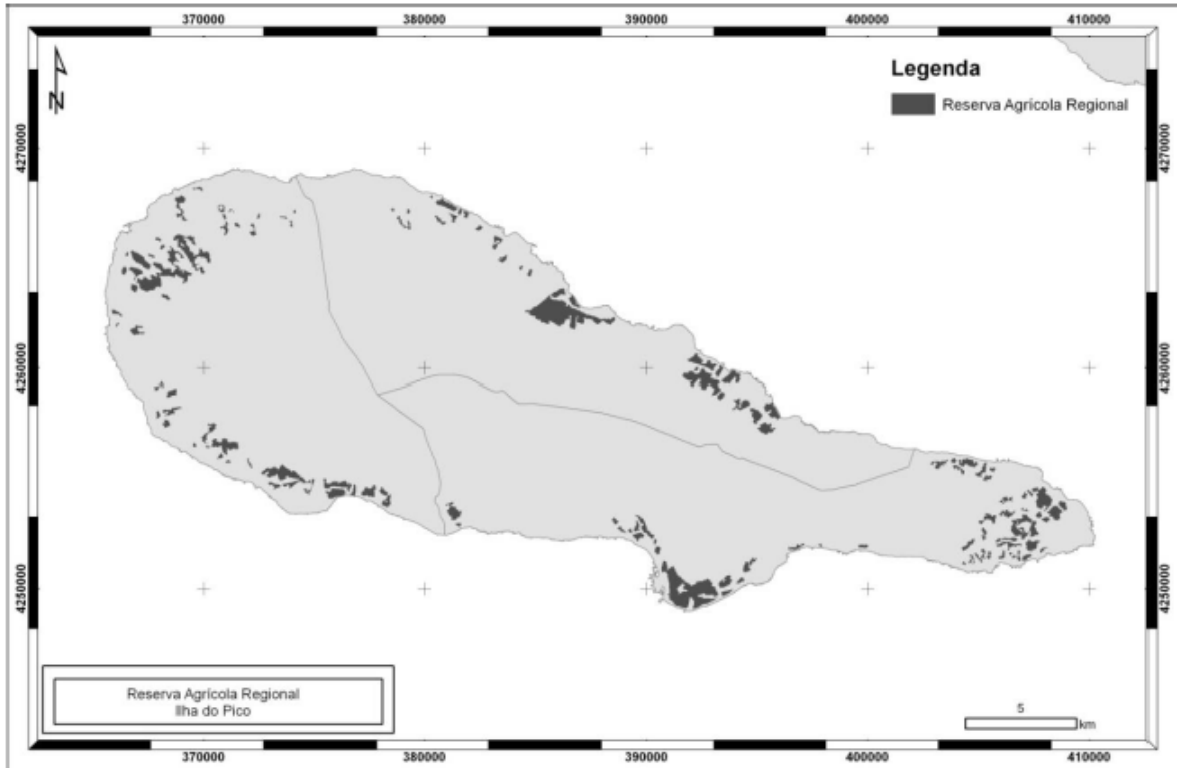 370000 380000 390000 400000 410000
N
Legenda
Reserva Agrícola Regional
4270000 4270000
4260000 4260000
4250000 4250000
Reserva Agrícola Regional
Ilha do Pico
5
km
370000 380000 390000 400000 410000